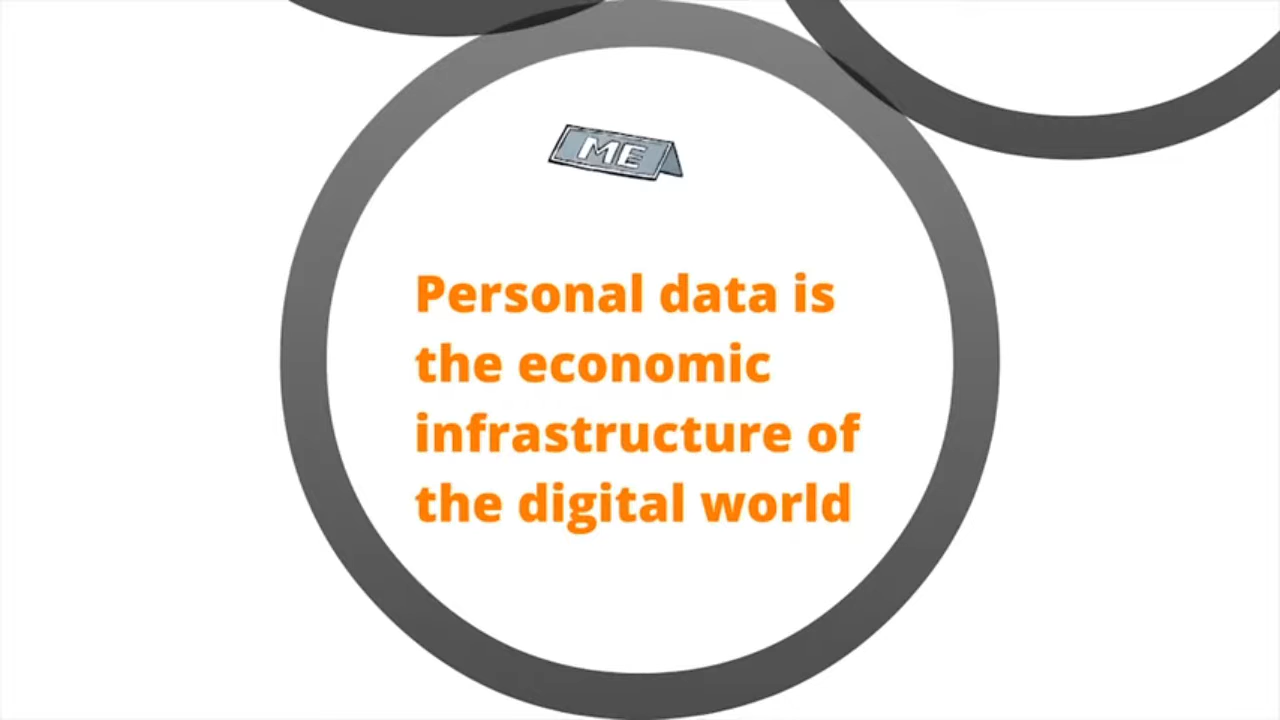 ME
Personal data is
the economic
infrastructure of
the digital world